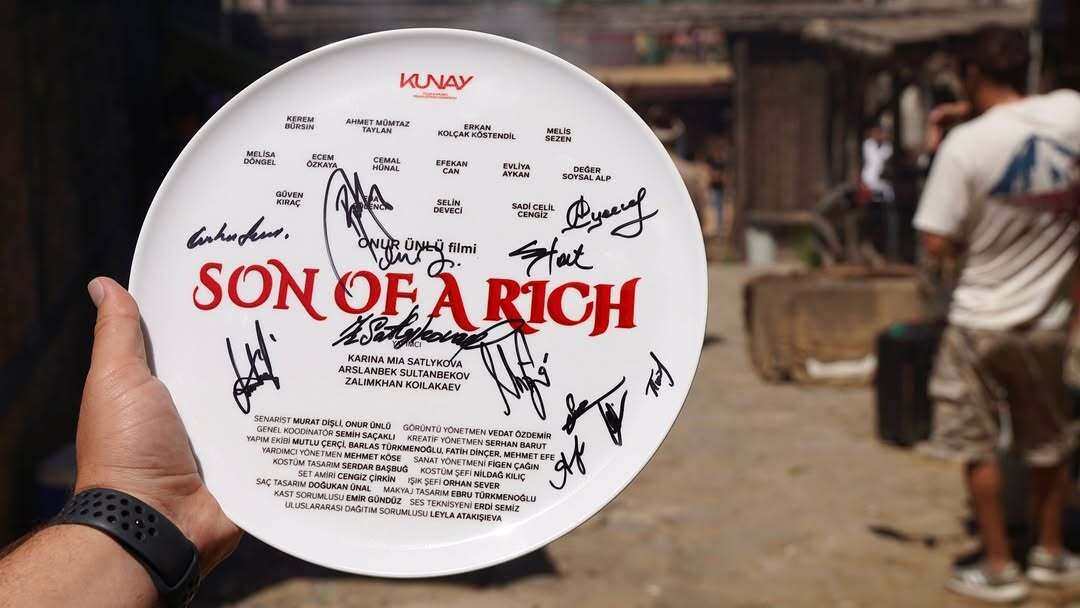 KUNAY
KEREM BÜRSİN
AHMET MÜMTAZ TAYLAN
ERKAN KOLÇAK KÖSTENDİL
MELİS SEZEN
MELİSA DÖNGEL
ECEM ÖZKAYA
CEMAL HÜNAL
EFEKAN CAN
EVLİYA AYKAN
DEĞER SOYSAL ALP
GÜVEN KIRAÇ
SELİN DEVECİ
SADİ CELİL CENGİZ
ONUR ÜNLÜ filmi
SON OF A RICH
YAPIMCI
KARINA MIA SATLYKOVA
ARSLANBEK SULTANBEKOV
ZALIMKHAN KOILAKAEV
SENARİST MURAT DİŞLİ, ONUR ÜNLÜ GÖRÜNTÜ YÖNETMEN VEDAT ÖZDEMİR
GENEL KOORDİNATÖR SEMİH SAÇAKLI KREATİF YÖNETMEN SERHAN BARUT
YAPIM EKİBİ MUTLU ÇERÇİ, BARLAS TÜRKMENOĞLU, FATİH DİNÇER, MEHMET EFE
YARDIMCI YÖNETMEN MEHMET KÖSE SANAT YÖNETMENİ FİGEN ÇAĞIN
KOSTÜM TASARIM SERDAR BAŞBUĞ KOSTÜM ŞEFİ NİLDAĞ KILIÇ
SET AMİRİ CENGİZ ÇIRKIN IŞIK ŞEFİ ORHAN SEVER
SAÇ TASARIM DOĞUKAN ÜNAL MAKYAJ TASARIM EBRU TÜRKMENOĞLU
KAST SORUMLUSU EMİR GÜNDÜZ SES TEKNİSYENİ ERDİ SEMİZ
ULUSLARARASI DAĞITIM SORUMLUSU LEYLA ATAKIŞIEVA